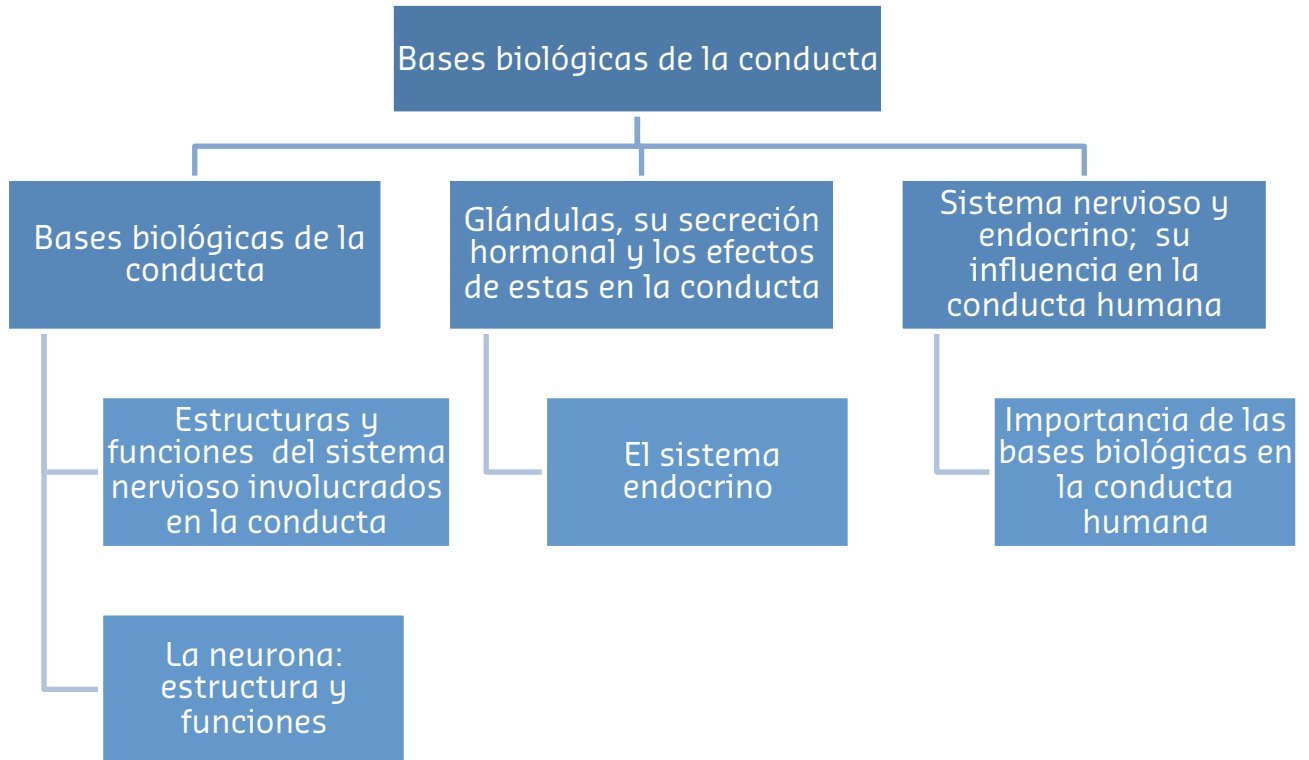 Bases biológicas de la conducta
Bases biológicas de la
conducta
Glándulas, su secreción
hormonal y los efectos
de estas en la conducta
Sistema nervioso y
endocrino;  su
influencia en la
conducta humana
Estructuras y
funciones  del sistema
nervioso involucrados
en la conducta
El sistema
endocrino
Importancia de las
bases biológicas en
la conducta
humana
La neurona:
estructura y
funciones